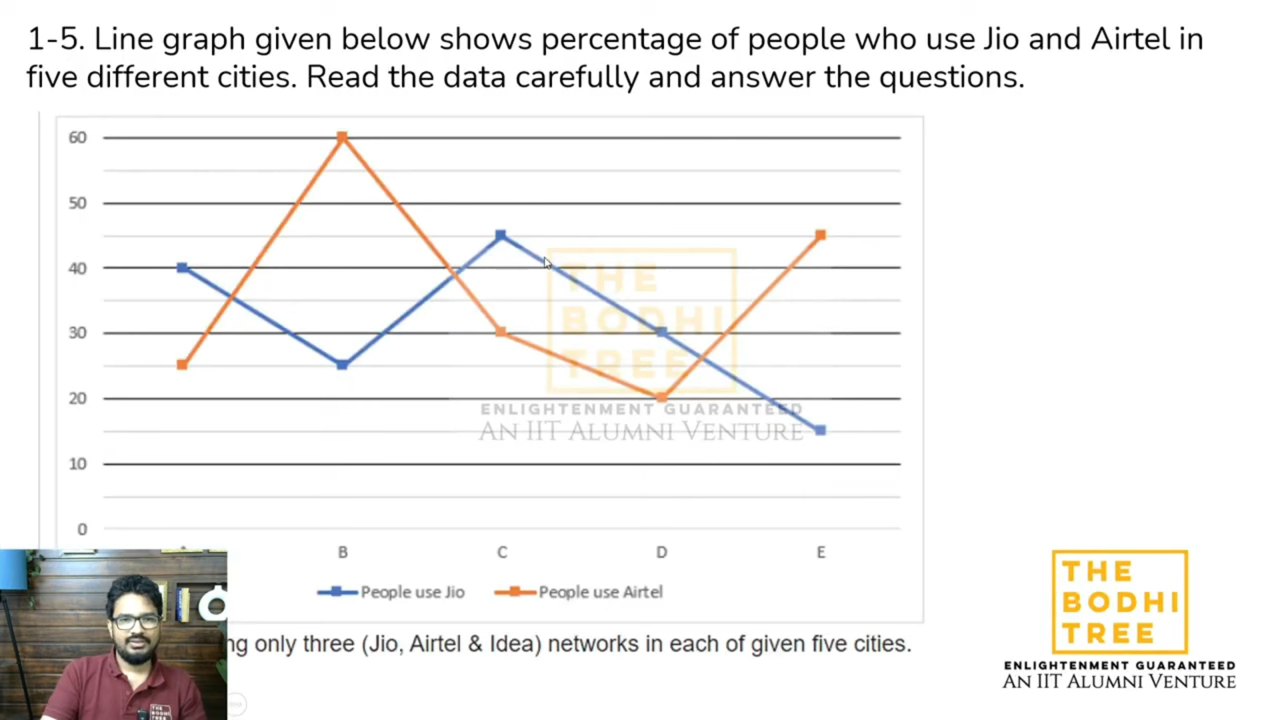 1-5. Line graph given below shows percentage of people who use Jio and Airtel in
five different cities. Read the data carefully and answer the questions.
60
50
40
30
20
10
0
B C D E
People use Jio People use Airtel
THE
BODHI
TREE
ENLIGHTENMENT GUARANTEED
AN IIT ALUMNI VENTURE
ng only three (Jio, Airtel & Idea) networks in each of given five cities.
THE
BODHI
TREE
ENLIGHTENMENT GUARANTEED
AN IIT ALUMNI VENTURE